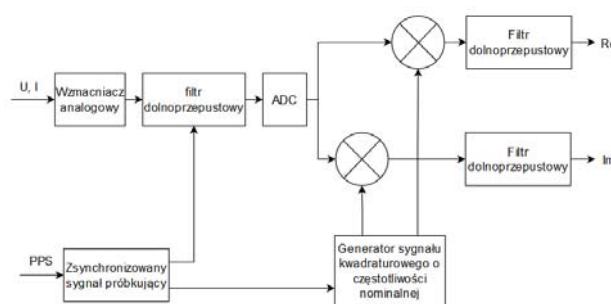 U, I
Wzmacniacz
analogowy
filtr
dolnoprzepustowy
ADC
Filtr
dolnoprzepustowy
Re
Filtr
dolnoprzepustowy
Im
PPS
Zsynchronizowany
sygnał próbkujący
Generator sygnału
kwadraturowego o
częstotliwości
nominalnej